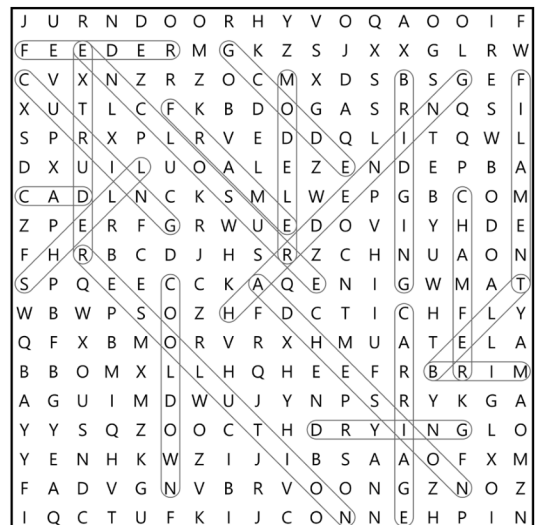 J U R N D O O R H Y V O Q A O O I F
F E E D E R M G K Z S J X X G L R W
C V X N Z R Z O C M X D S B S G E F
X U T L C F K B D O G A S R N Q S I
S P R X P L R V E D D Q L I T Q W L
D X U I L U O A L E Z E N D E P B A
C A D L N C K S M L W E P G B C O M
Z P E R F G R W U E D O V I Y H D E
F H R B C D J H S R Z C H N U A O N
S P Q E E C C K A Q E N I G W M A T
W B W P S O Z H F D C T I C H F L Y
Q F X B M O R V R X H M U A T E L A
B B O M X L L H Q H E E F R B R I M
A G U I M D W U J Y N P S R Y K G A
Y Y S Q Z O O C T H D R Y I N G L O
Y E N H K W Z I J I B S A A O F X M
F A D V G N V B R V O O N G Z N O Z
I Q C T U F K I J C O N N E H P I N